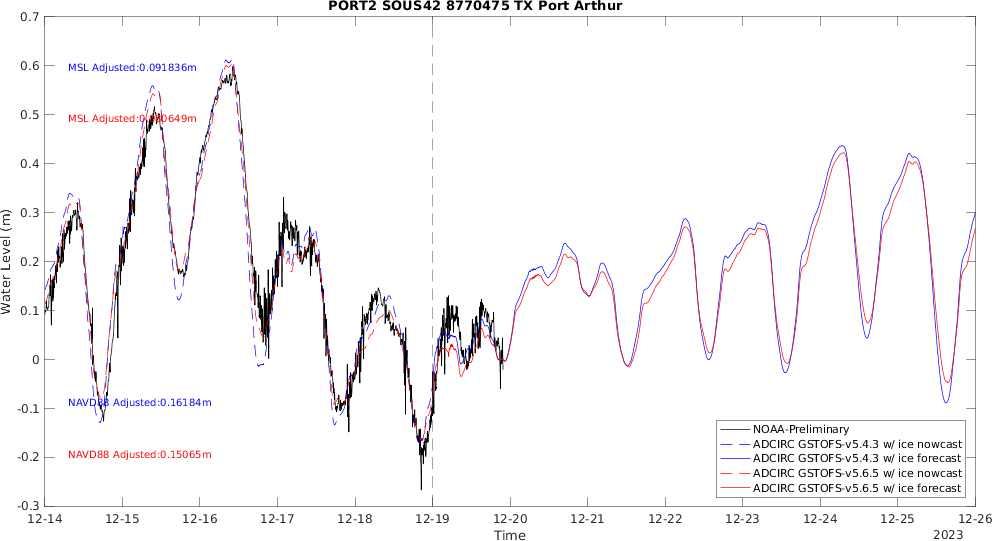 PORT2 SOUS42 8770475 TX Port Arthur
0.7
0.6
0.5
0.4
0.3
0.2
0.1
0
-0.1
-0.2
-0.3
Water Level (m)
MSL Adjusted:0.091836m
MSL Adjusted:0.080649m
NAVD88 Adjusted:0.16184m
NAVD88 Adjusted:0.15065m
NOAA-Preliminary
ADCIRC GSTOFS-v5.4.3 w/ ice nowcast
ADCIRC GSTOFS-v5.4.3 w/ ice forecast
ADCIRC GSTOFS-v5.6.5 w/ ice nowcast
ADCIRC GSTOFS-v5.6.5 w/ ice forecast
12-14 12-15 12-16 12-17 12-18 12-19 12-20 12-21 12-22 12-23 12-24 12-25 12-26
Time
2023